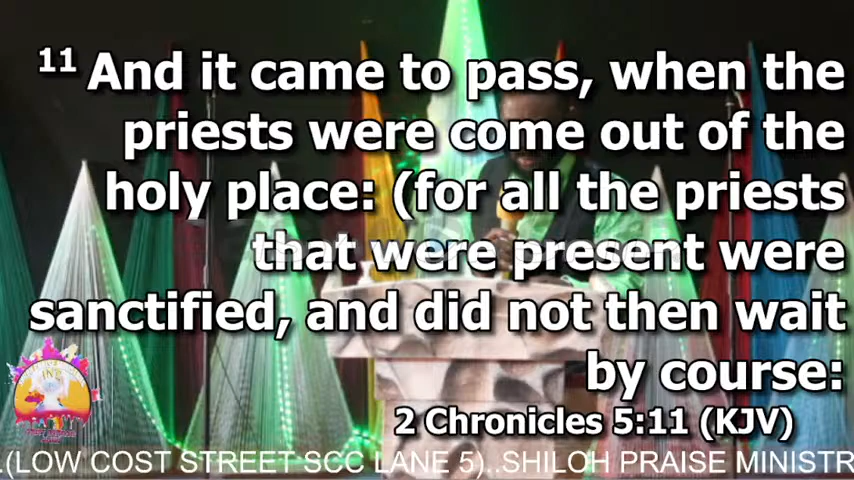 11 And it came to pass, when the
priests were come out of the
holy place: (for all the priests
that were present were
sanctified, and did not then wait
by course:
2 Chronicles 5:11 (KJV)
.(LOW COST STREET SCC LANE 5)..SHILOH PRAISE MINISTR